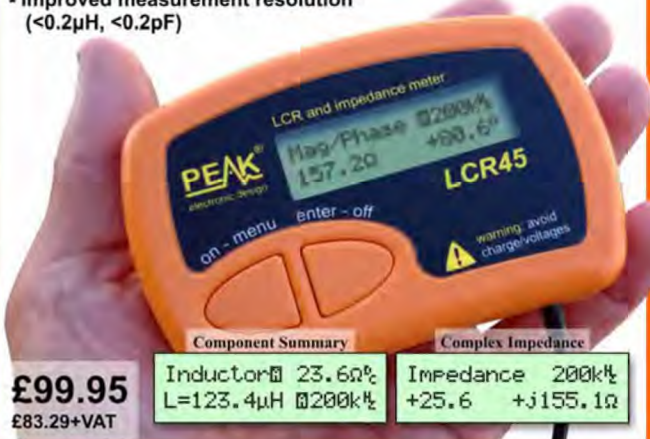 - Improved measurement resolution
(<0.2µH, <0.2pF)
LCR and impedance meter
Mag/Phase @200kHz
157.2Ω +80.6º
PEAK®
electronic design
LCR45
on - menu enter - off
warning: avoid
charge/voltages
Component Summary
Inductor@ 23.6Ω
L=123.4µH @200kHz
Complex Impedance
Impedance 200kHz
+25.6 +j155.1Ω
£99.95
£83.29+VAT